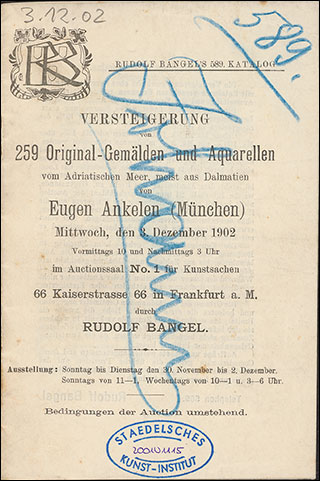 3.12.02
589.
RB
RUDOLF BANGEL'S 589. KATALOG
VERSTEIGERUNG
von
259 Original-Gemälden und Aquarellen
vom Adriatischen Meer, meist aus Dalmatien
von
Eugen Ankelen (München)
Mittwoch, den 3. Dezember 1902
Vormittags 10 und Nachmittags 3 Uhr
im Auctionssaal No. 1 für Kunstsachen
66 Kaiserstrasse 66 in Frankfurt a. M.
durch
RUDOLF BANGEL.
Ausstellung: Sonntag bis Dienstag den 30. November bis 2. Dezember.
Sonntags von 11—1, Wochentags von 10—1 u. 3—6 Uhr.
Bedingungen der Auction umstehend.
STAEDELSCHES
KUNST-INSTITUT